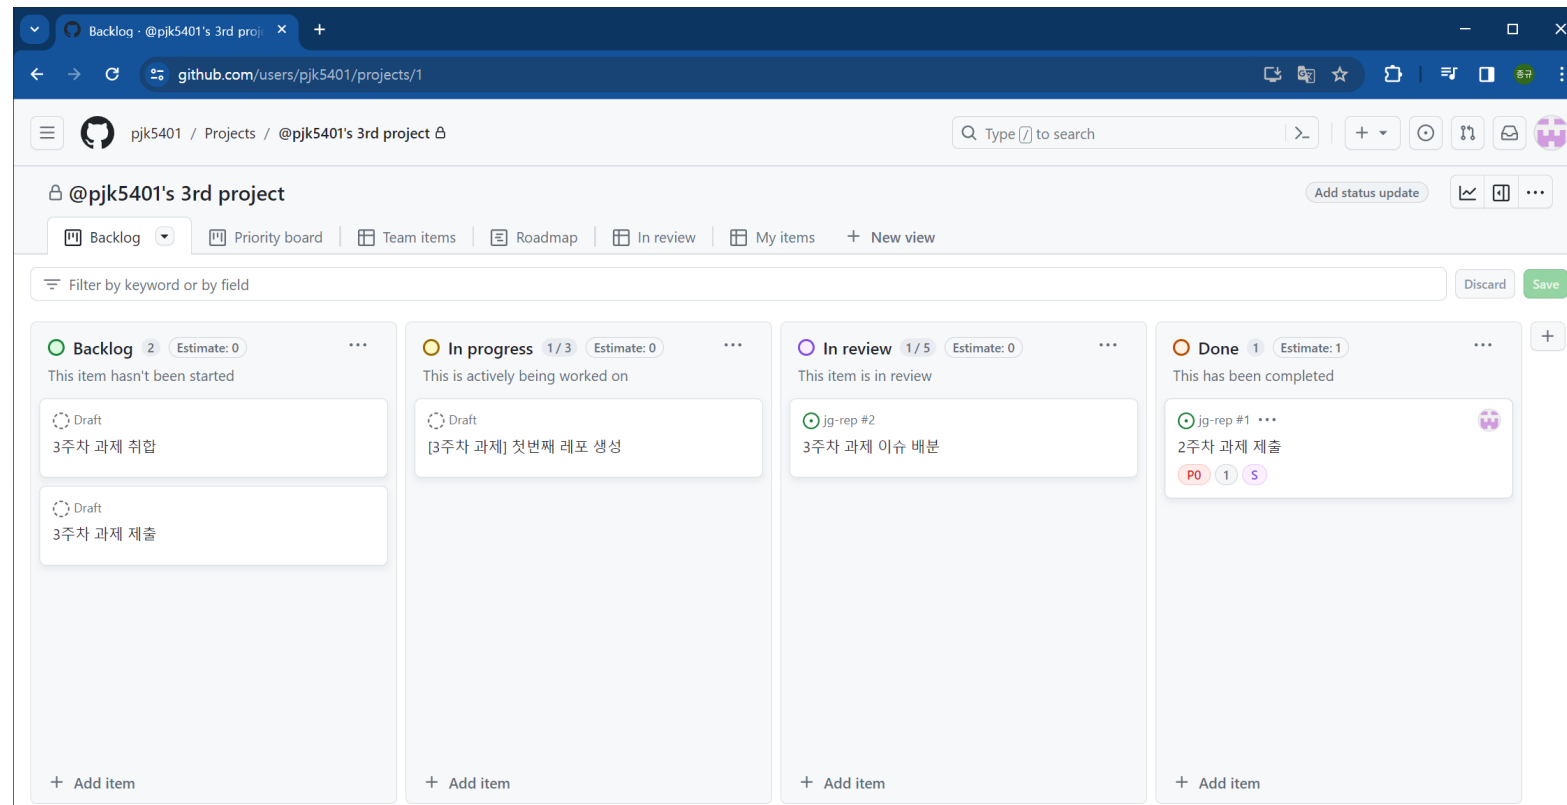 Backlog · @pjk5401's 3rd proj
github.com/users/pjk5401/projects/1
종규
pjk5401 / Projects / @pjk5401's 3rd project
Type / to search
@pjk5401's 3rd project
Add status update
Backlog
Priority board
Team items
Roadmap
In review
My items
+ New view
Filter by keyword or by field
Discard
Save
Backlog 2 Estimate: 0
This item hasn't been started
Draft
3주차 과제 취합
Draft
3주차 과제 제출
+ Add item
In progress 1 / 3 Estimate: 0
This is actively being worked on
Draft
[3주차 과제] 첫번째 레포 생성
+ Add item
In review 1 / 5 Estimate: 0
This item is in review
jg-rep #2
3주차 과제 이슈 배분
+ Add item
Done 1 Estimate: 1
This has been completed
jg-rep #1
2주차 과제 제출
P0 1 S
+ Add item